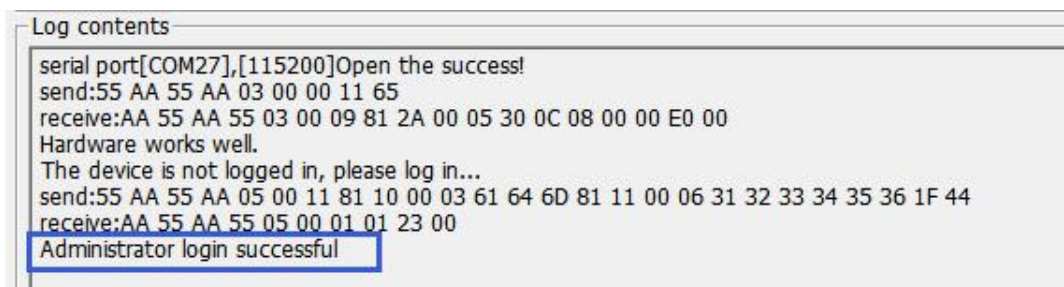 Log contents
serial port[COM27],[115200]Open the success!
send:55 AA 55 AA 03 00 00 11 65
receive:AA 55 AA 55 03 00 09 81 2A 00 05 30 0C 08 00 00 E0 00
Hardware works well.
The device is not logged in, please log in...
send:55 AA 55 AA 05 00 11 81 10 00 03 61 64 6D 81 11 00 06 31 32 33 34 35 36 1F 44
receive:AA 55 AA 55 05 00 01 01 23 00
Administrator login successful